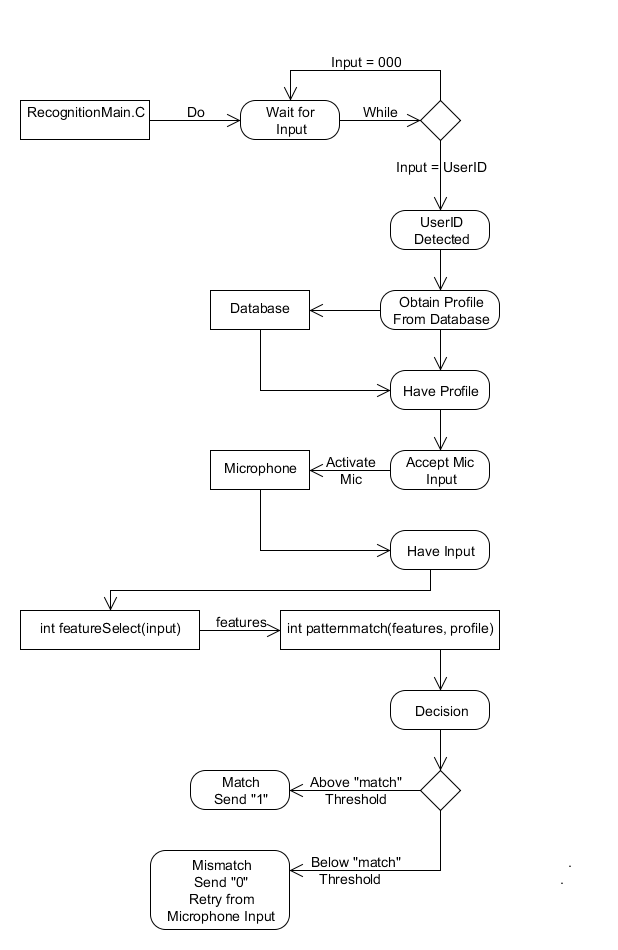 Input = 000
RecognitionMain.C
Do
Wait for
Input
While
Input = UserID
UserID
Detected
Database
Obtain Profile
From Database
Have Profile
Microphone
Activate
Mic
Accept Mic
Input
Have Input
int featureSelect(input)
features
int patternmatch(features, profile)
Decision
Match
Send "1"
Above "match"
Threshold
Mismatch
Send "0"
Retry from
Microphone Input
Below "match"
Threshold